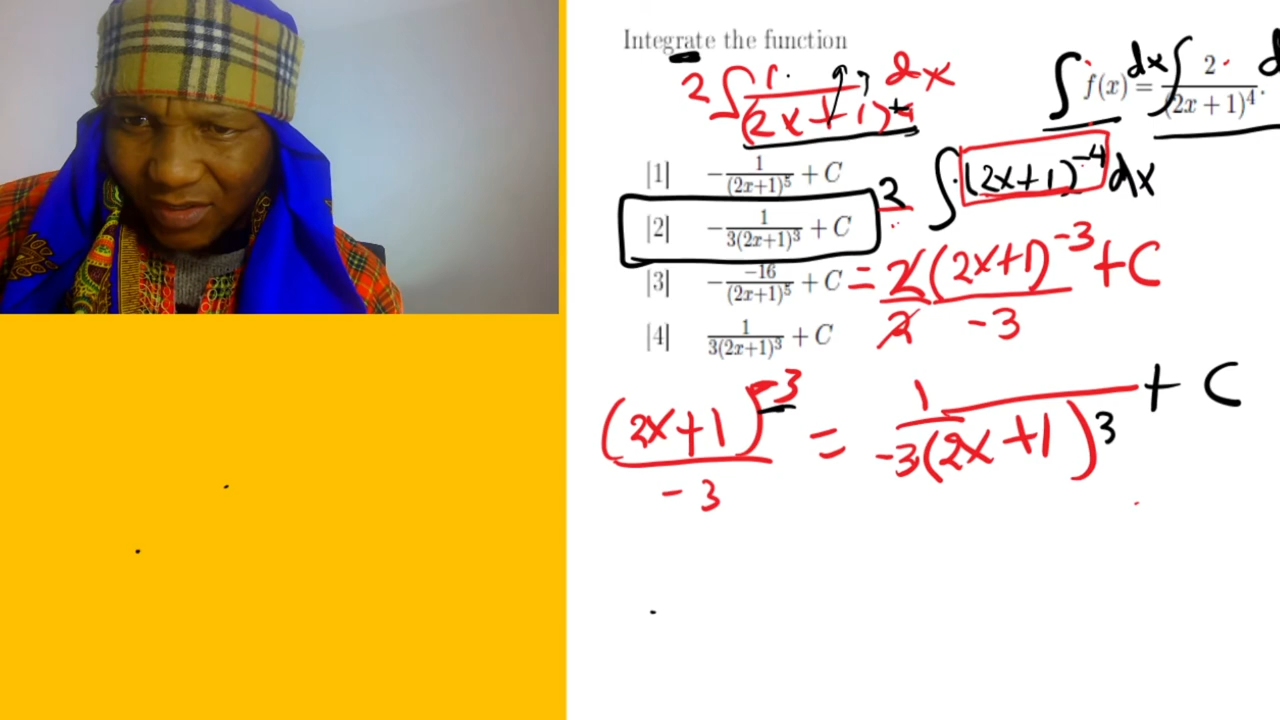 Integrate the function
2 ∫ 1/(2x + 1)^4 dx
∫ f(x) dx = ∫ 2/(2x + 1)^4.
|1| −1/(2x+1)^5 + C
2 ∫ (2x+1)^−4 dx
|2| −1/(3(2x+1)^3) + C
|3| −−16/(2x+1)^5 + C
= 2/2 (2x+1)^−3/−3 + C
|4| 1/(3(2x+1)^3) + C
(2x+1)^−3/−3 = 1/(−3(2x+1)^3) + C